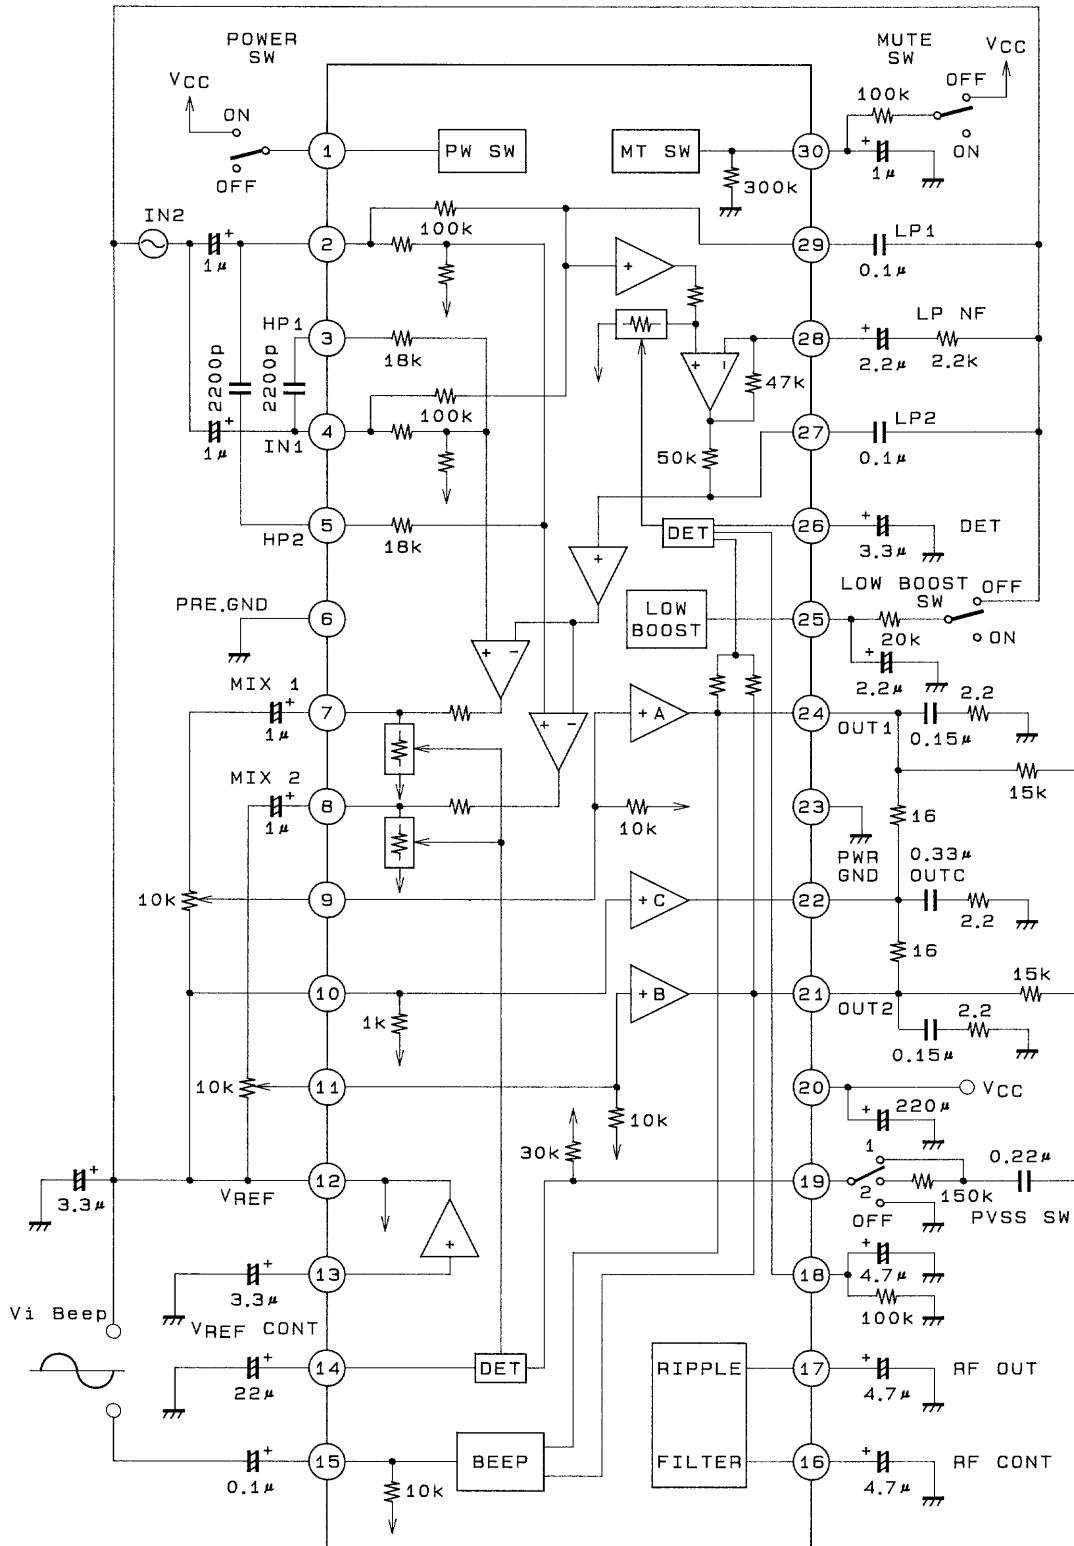 POWER
SW
VCC
ON
OFF
1
PW SW
MT SW
30
300k
MUTE
SW
VCC
OFF
100k
ON
1μ
IN2
1μ
2
100k
29
LP1
0.1μ
HP1
3
18k
28
LP NF
2.2μ
2.2k
47k
2200p
2200p
1μ
4
IN1
100k
27
LP2
0.1μ
50k
HP2
5
18k
DET
26
3.3μ
DET
PRE.GND
6
LOW
BOOST
25
LOW BOOST
SW
OFF
ON
20k
2.2μ
MIX 1
1μ
7
A
24
OUT1
0.15μ
2.2
15k
MIX 2
1μ
8
10k
23
PWR
GND
16
10k
9
C
22
0.33μ
OUTC
2.2
16
10
1k
B
21
OUT2
15k
2.2
0.15μ
10k
11
10k
20
VCC
220μ
30k
3.3μ
VREF
12
19
1
2
OFF
150k
0.22μ
PVSS SW
13
3.3μ
VREF CONT
18
4.7μ
100k
Vi Beep
14
22μ
DET
RIPPLE
FILTER
17
4.7μ
RF OUT
15
0.1μ
10k
BEEP
16
4.7μ
RF CONT